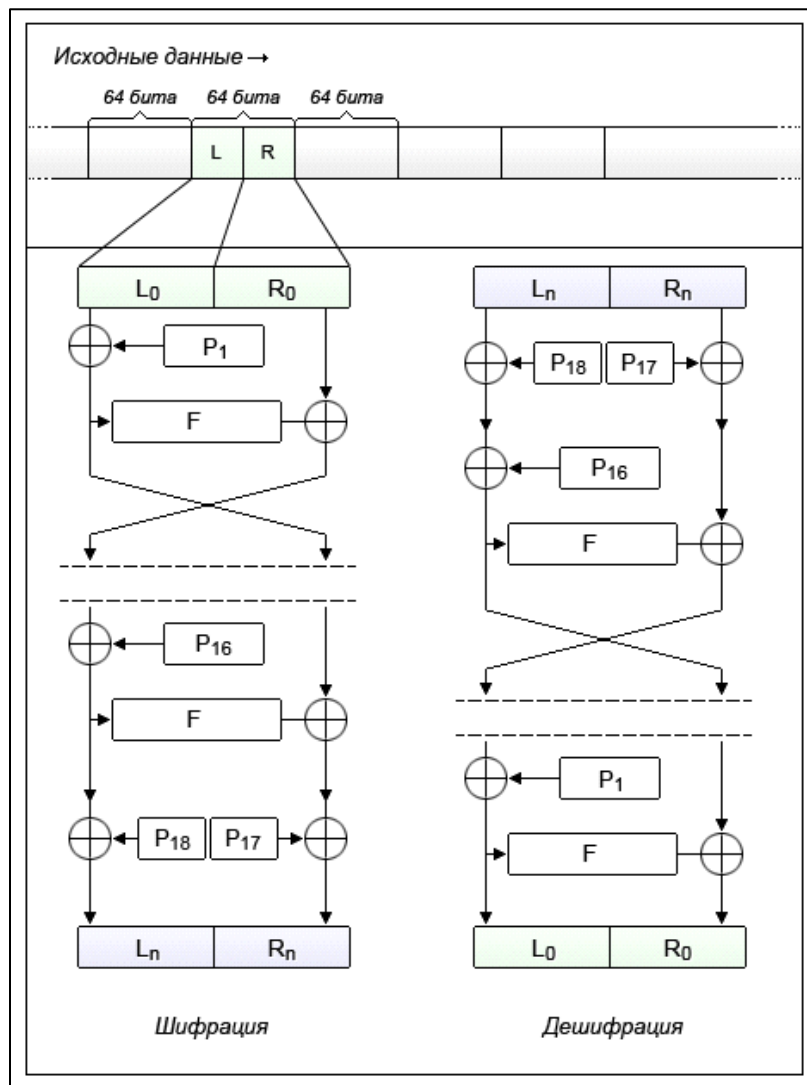 Исходные данные →
64 бита 64 бита 64 бита
L R
L0 R0 Ln Rn
P1 P18 P17
F P16
F
P16
F P1
P18 P17 F
Ln Rn L0 R0
Шифрация Дешифрация